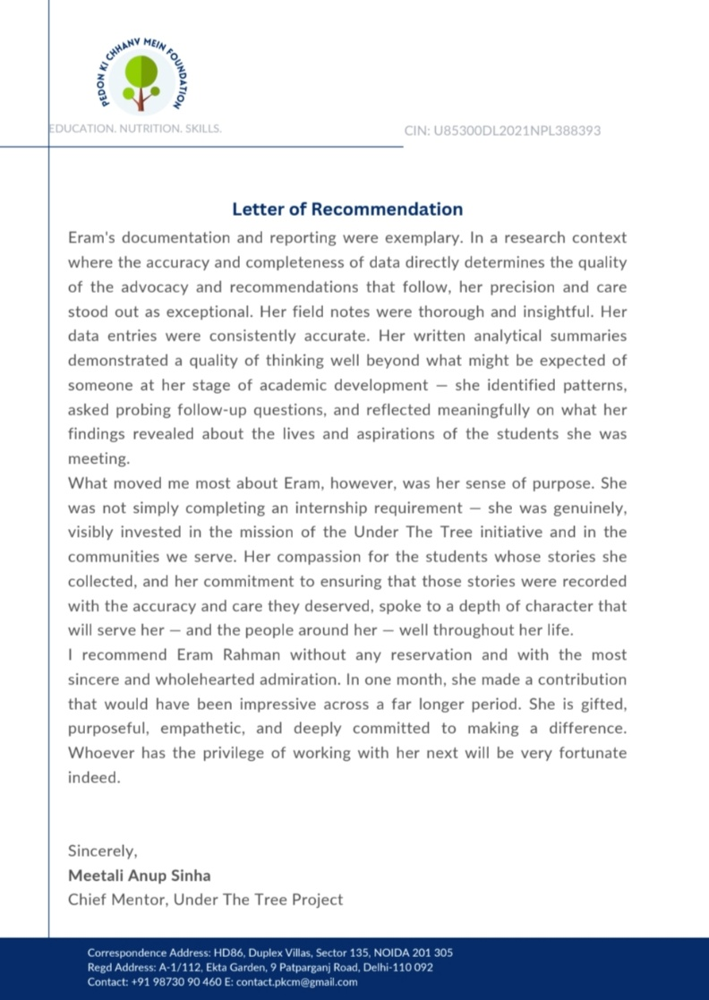 PEDON KI CHHANV MEIN FOUNDATION
EDUCATION. NUTRITION. SKILLS.
CIN: U85300DL2021NPL388393
Letter of Recommendation
Eram's documentation and reporting were exemplary. In a research context
where the accuracy and completeness of data directly determines the quality
of the advocacy and recommendations that follow, her precision and care
stood out as exceptional. Her field notes were thorough and insightful. Her
data entries were consistently accurate. Her written analytical summaries
demonstrated a quality of thinking well beyond what might be expected of
someone at her stage of academic development — she identified patterns,
asked probing follow-up questions, and reflected meaningfully on what her
findings revealed about the lives and aspirations of the students she was
meeting.
What moved me most about Eram, however, was her sense of purpose. She
was not simply completing an internship requirement — she was genuinely,
visibly invested in the mission of the Under The Tree initiative and in the
communities we serve. Her compassion for the students whose stories she
collected, and her commitment to ensuring that those stories were recorded
with the accuracy and care they deserved, spoke to a depth of character that
will serve her — and the people around her — well throughout her life.
I recommend Eram Rahman without any reservation and with the most
sincere and wholehearted admiration. In one month, she made a contribution
that would have been impressive across a far longer period. She is gifted,
purposeful, empathetic, and deeply committed to making a difference.
Whoever has the privilege of working with her next will be very fortunate
indeed.
Sincerely,
Meetali Anup Sinha
Chief Mentor, Under The Tree Project
Correspondence Address: HD86, Duplex Villas, Sector 135, NOIDA 201 305
Regd Address: A-1/112, Ekta Garden, 9 Patparganj Road, Delhi-110 092
Contact: +91 98730 90 460 E: contact.pkcm@gmail.com